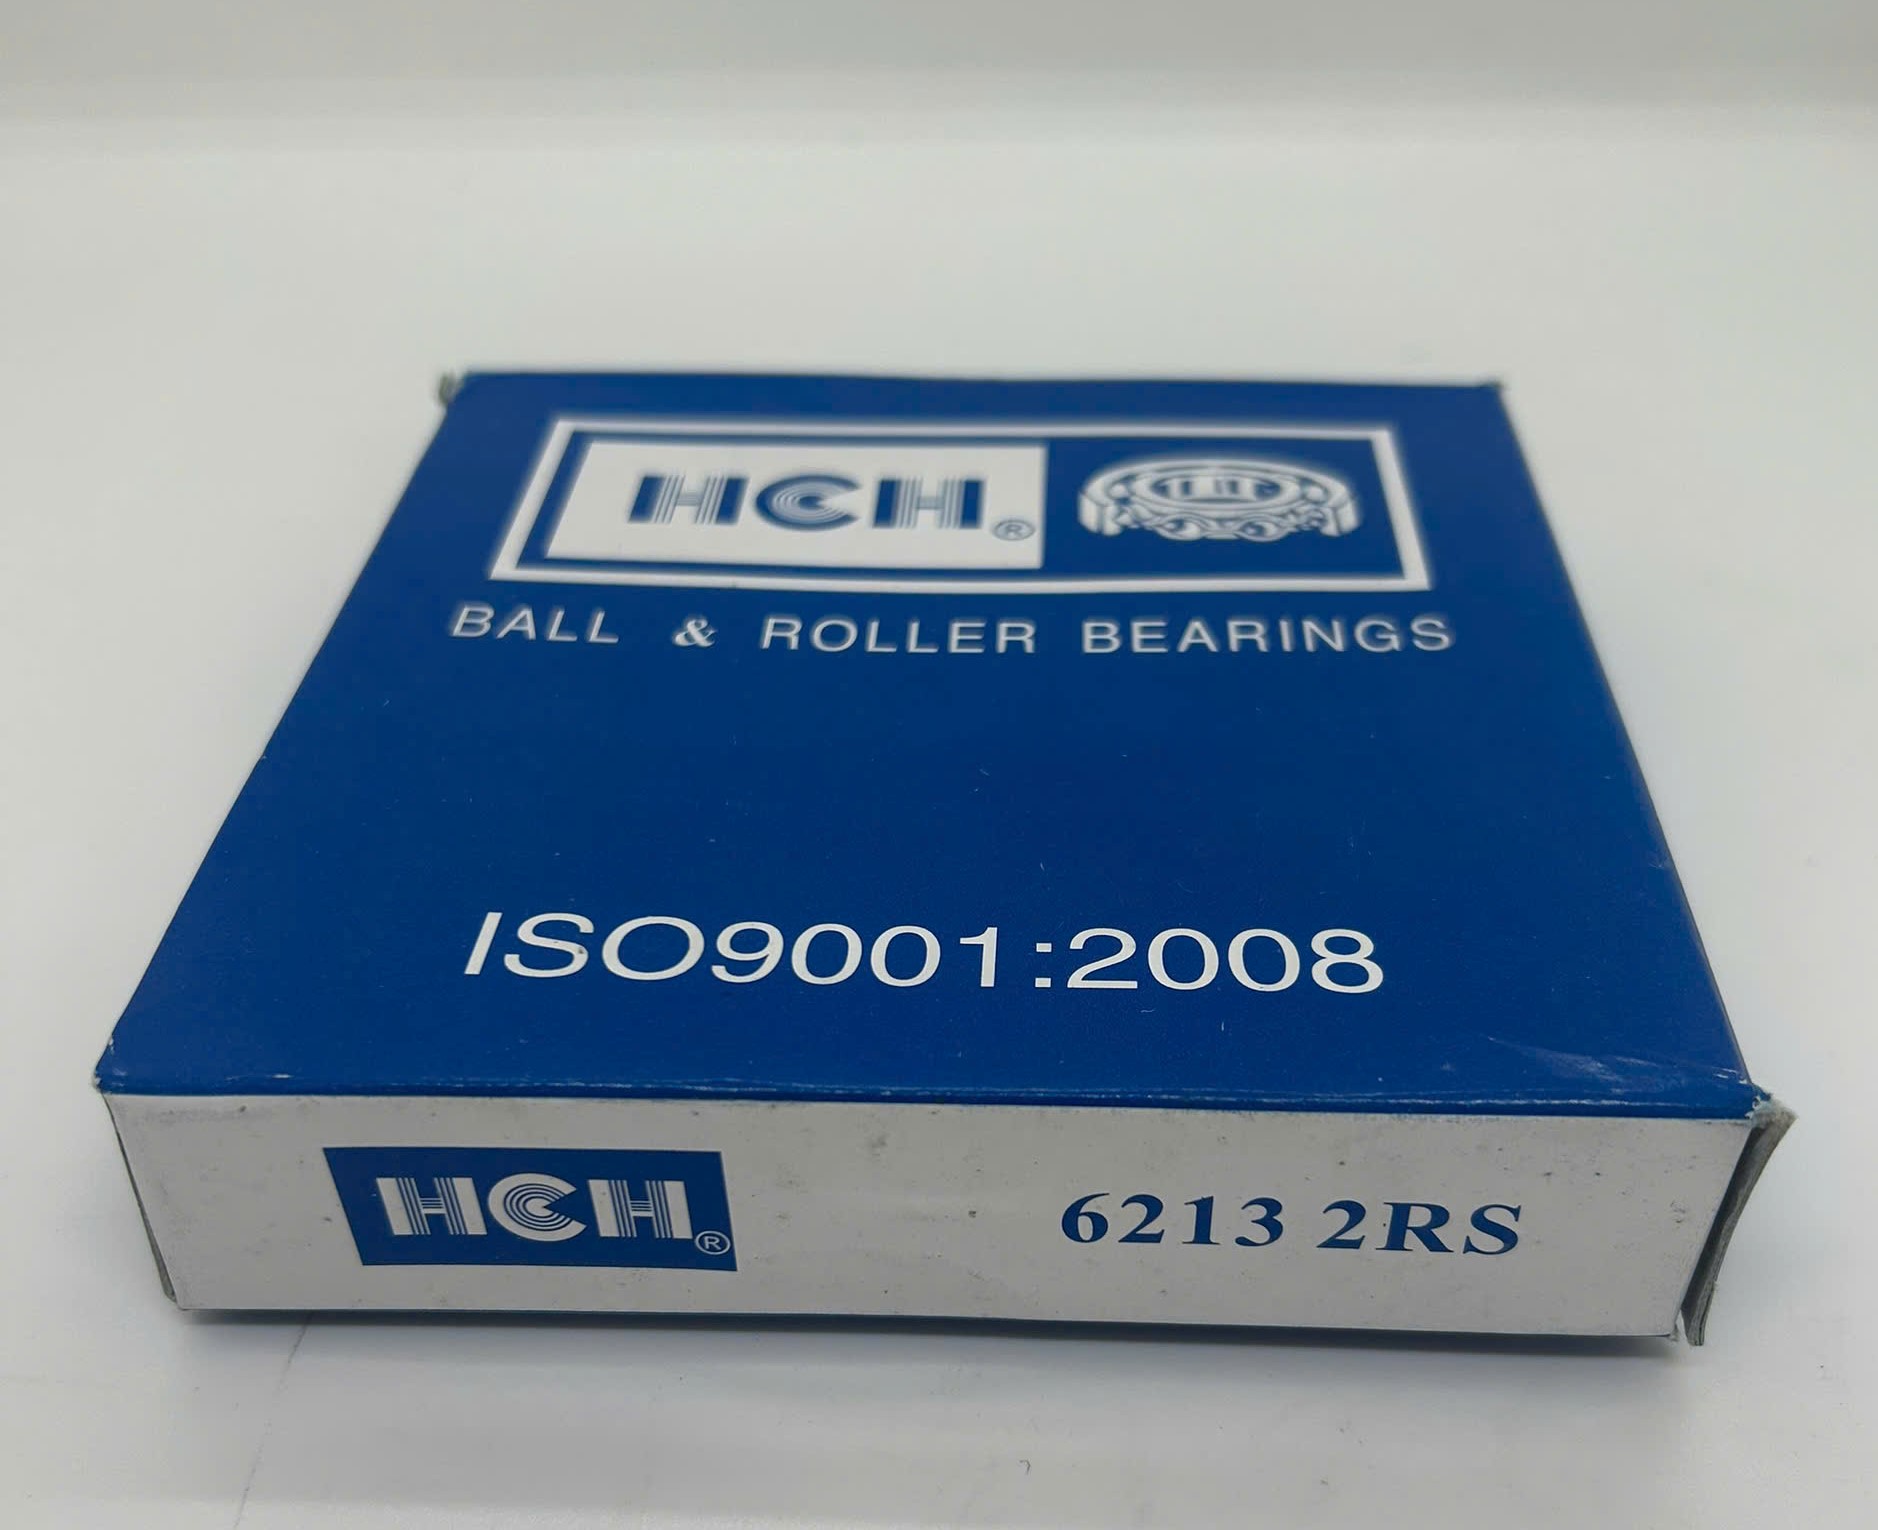 HCH®
BALL & ROLLER BEARINGS
ISO9001:2008
HCH®
6213 2RS